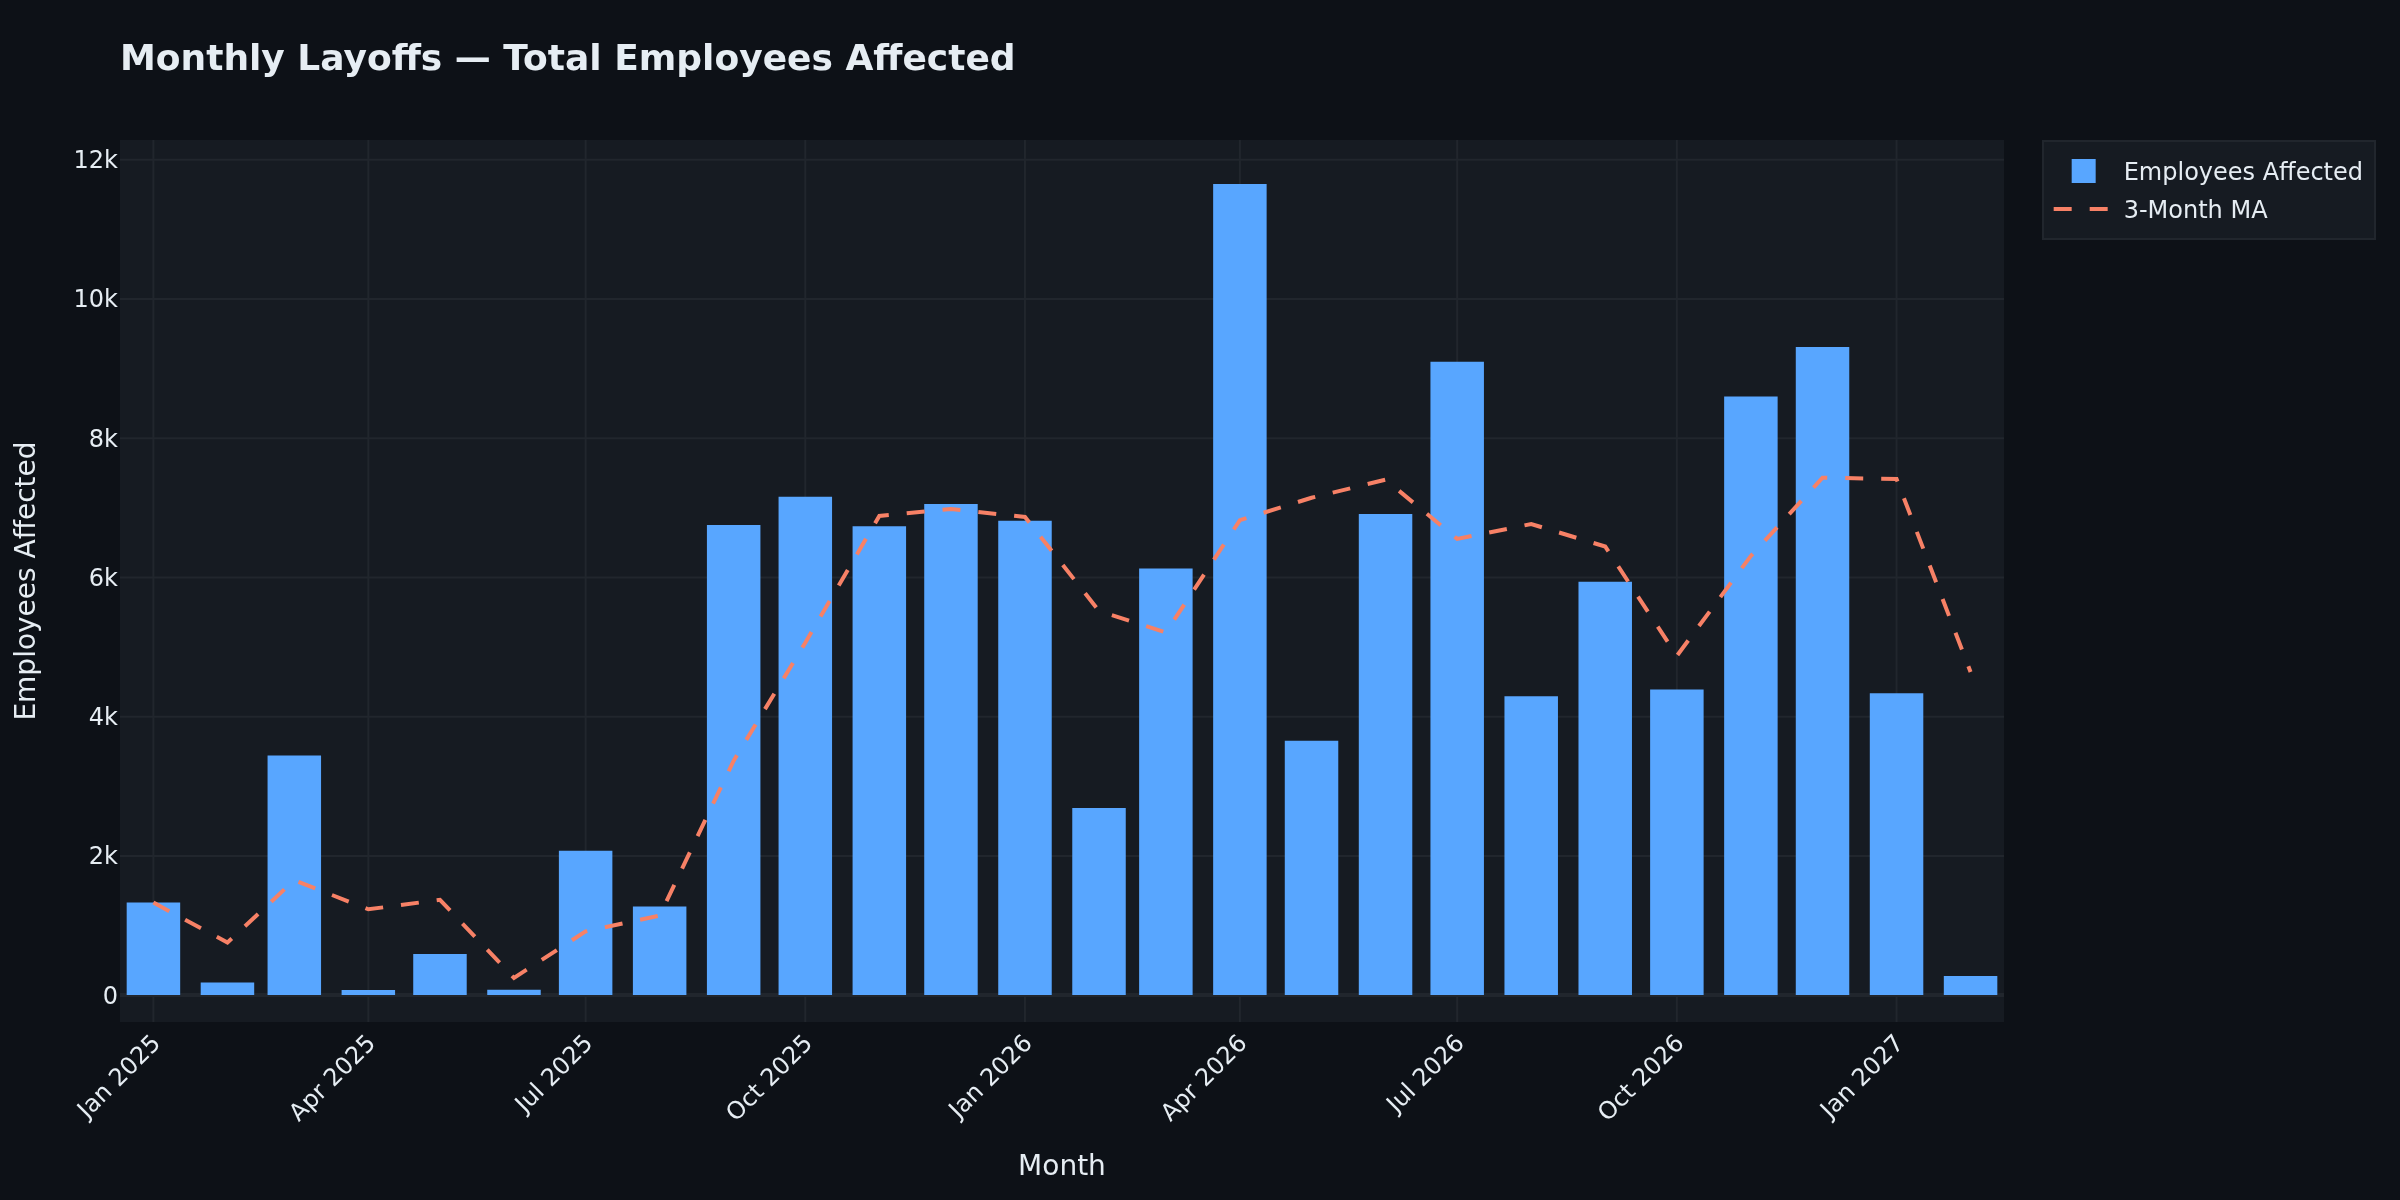 Monthly Layoffs — Total Employees Affected
12k
10k
8k
6k
4k
2k
0
Employees Affected
Jan 2025
Apr 2025
Jul 2025
Oct 2025
Jan 2026
Apr 2026
Jul 2026
Oct 2026
Jan 2027
Month
Employees Affected
3-Month MA